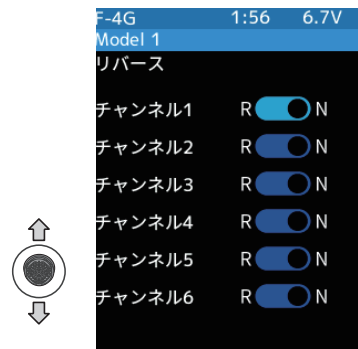 F-4G 1:56 6.7V
Model 1
リバース
チャンネル1 R N
チャンネル2 R N
チャンネル3 R N
チャンネル4 R N
チャンネル5 R N
チャンネル6 R N